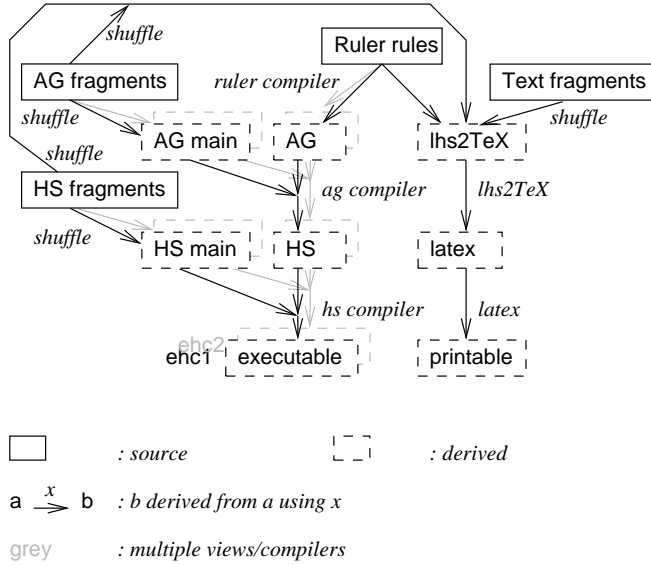 shuffle
Ruler rules
AG fragments
ruler compiler
Text fragments
shuffle
shuffle
AG main
AG
lhs2TeX
shuffle
HS fragments
ag compiler
lhs2TeX
shuffle
HS main
HS
latex
hs compiler
latex
ehc2
ehc1
executable
printable
: source
: derived
a x b : b derived from a using x
grey : multiple views/compilers